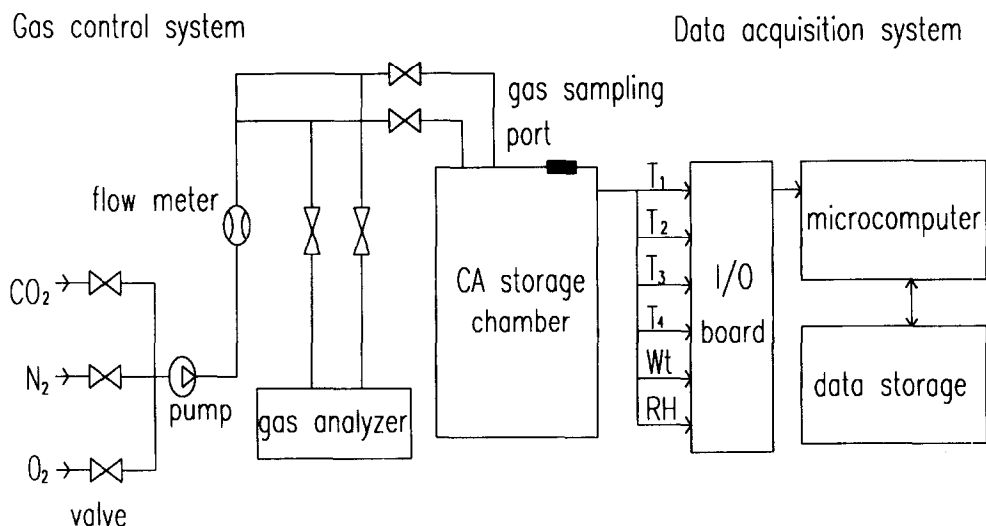 Gas control system
Data acquisition system
gas sampling
port
flow meter
CO₂
N₂
O₂
valve
pump
gas analyzer
CA storage
chamber
T₁
T₂
T₃
T₄
Wt
RH
I/O
board
microcomputer
data storage